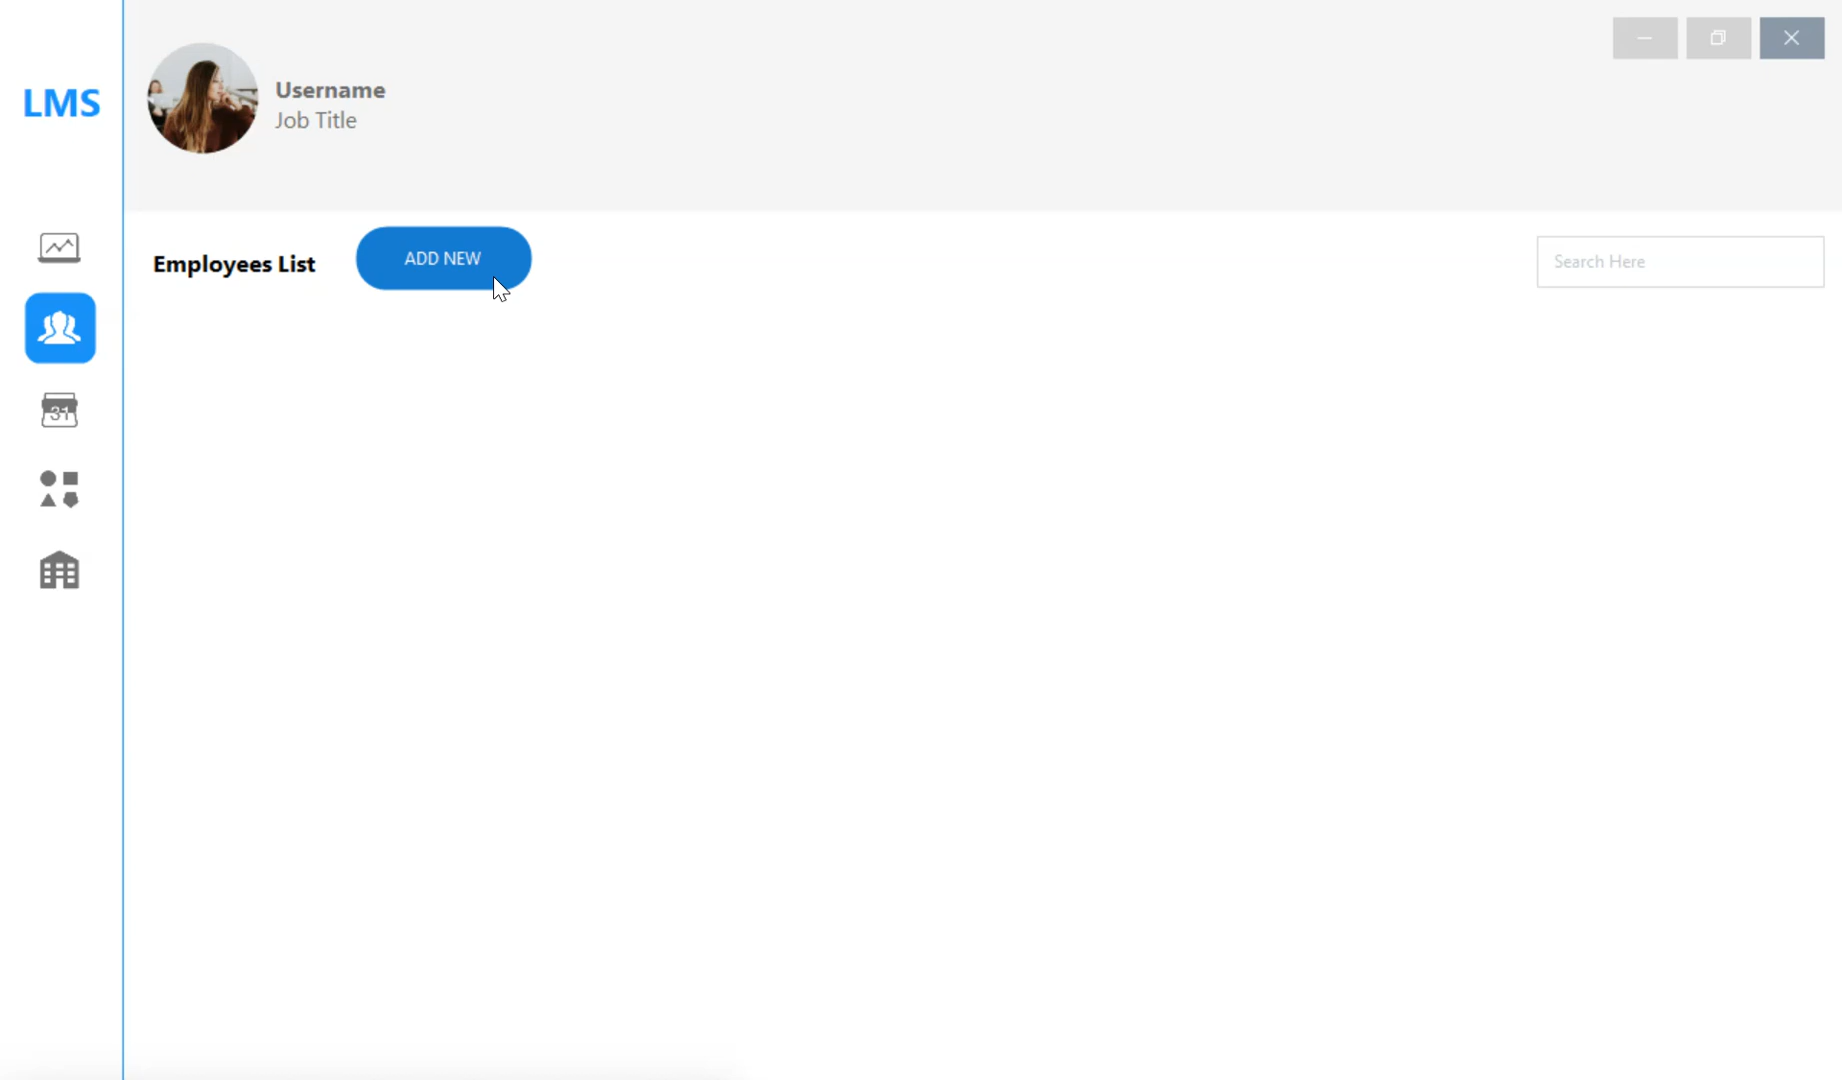 LMS
Username
Job Title
Employees List
ADD NEW
Search Here
31